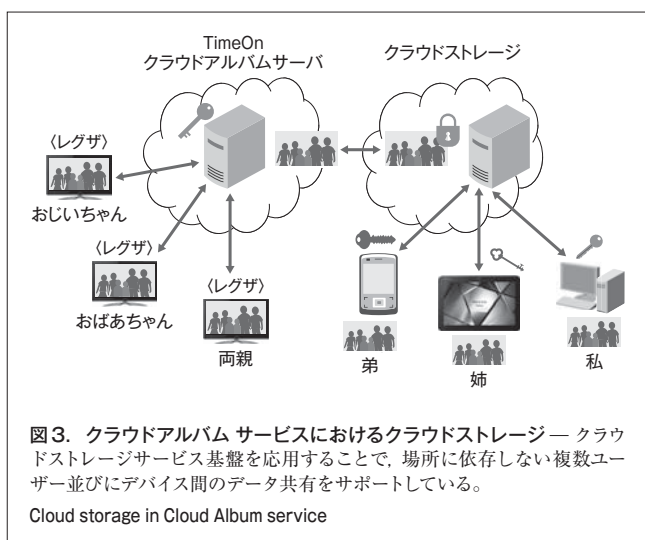 TimeOn
クラウドアルバムサーバ
クラウドストレージ
〈レグザ〉
おじいちゃん
〈レグザ〉
おばあちゃん
〈レグザ〉
両親
弟
姉
私
図3. クラウドアルバム サービスにおけるクラウドストレージ — クラウ
ドストレージサービス基盤を応用することで，場所に依存しない複数ユー
ザー並びにデバイス間のデータ共有をサポートしている。
Cloud storage in Cloud Album service